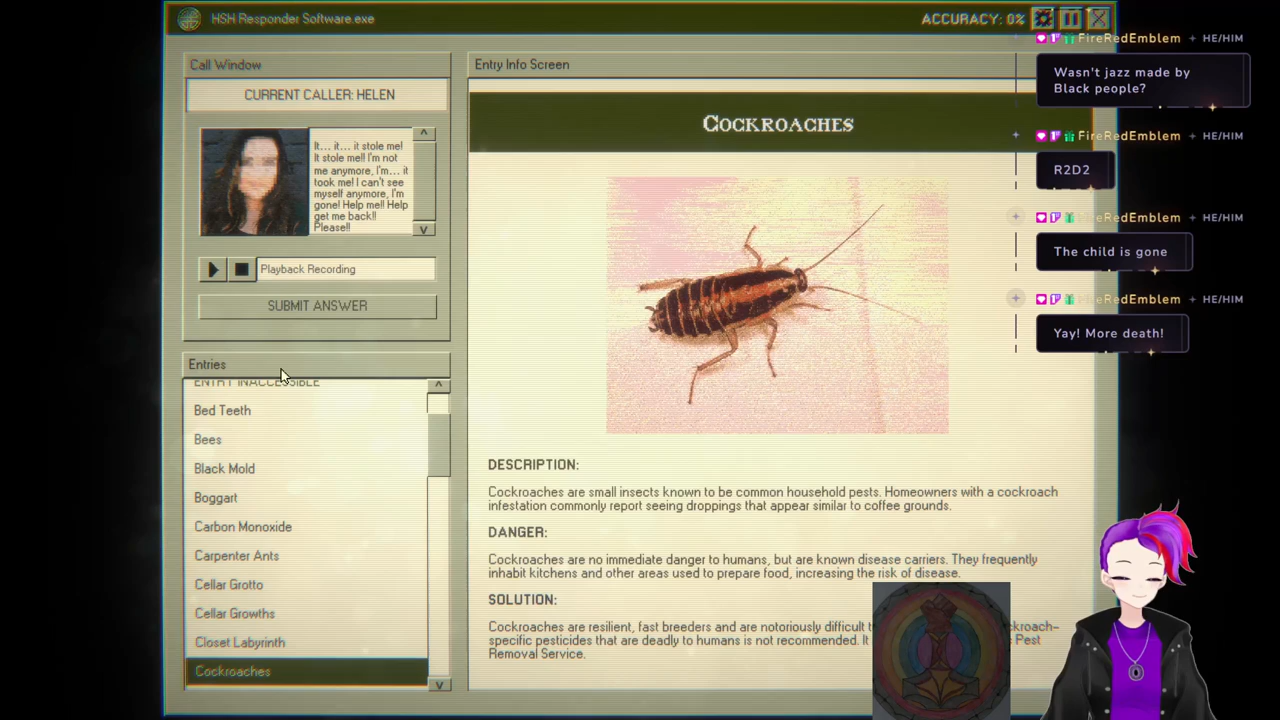 HSH Responder Software.exe
ACCURACY: 0%
Call Window
CURRENT CALLER: HELEN
It... it... it stole me!
It stole me!! I'm not
me anymore, I'm... it
took me! I can't see
myself anymore, I'm
gone! Help me!! Help
get me back!!
Please!!
Playback Recording
SUBMIT ANSWER
Entries
ENTRY INACCESSIBLE
Bed Teeth
Bees
Black Mold
Boggart
Carbon Monoxide
Carpenter Ants
Cellar Grotto
Cellar Growths
Closet Labyrinth
Cockroaches
Entry Info Screen
Cockroaches
DESCRIPTION:
Cockroaches are small insects known to be common household pests. Homeowners with a cockroach
infestation commonly report seeing droppings that appear similar to coffee grounds.
DANGER:
Cockroaches are no immediate danger to humans, but are known disease carriers. They frequently
inhabit kitchens and other areas used to prepare food, increasing the risk of disease.
SOLUTION:
Cockroaches are resilient, fast breeders and are notoriously difficult
specific pesticides that are deadly to humans is not recommended. It Pest
Removal Service.
FireRedEmblem + HE/HIM
Wasn't jazz made by
Black people?
FireRedEmblem + HE/HIM
R2D2
FireRedEmblem + HE/HIM
The child is gone
FireRedEmblem + HE/HIM
Yay! More death!